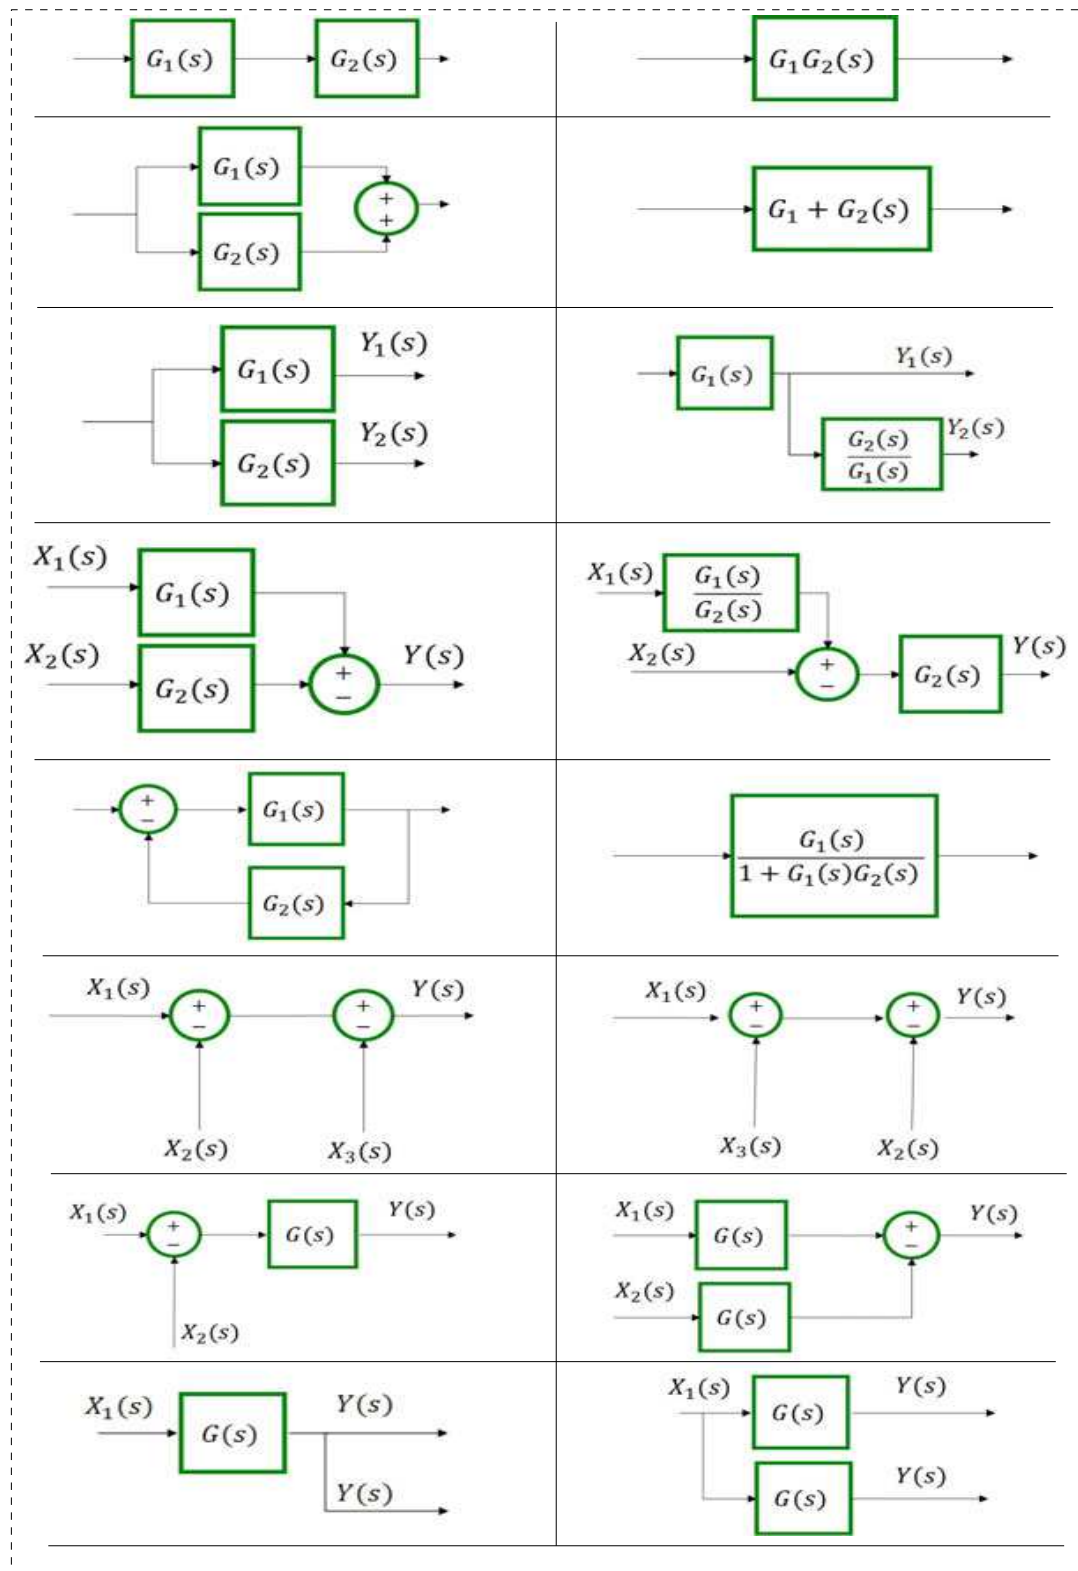 G₁(s) G₂(s) G₁G₂(s)
G₁(s)
+
+
G₂(s)
G₁ + G₂(s)
Y₁(s)
G₁(s)
Y₂(s)
G₂(s)
Y₁(s)
G₁(s)
Y₂(s)
G₂(s)
G₁(s)
X₁(s)
G₁(s)
X₂(s)
G₂(s)
+
−
Y(s)
X₁(s)
G₁(s)
G₂(s)
X₂(s)
+
−
G₂(s)
Y(s)
+
−
G₁(s)
G₂(s)
G₁(s)
1 + G₁(s)G₂(s)
X₁(s)
+
−
+
−
Y(s)
X₂(s) X₃(s)
X₁(s)
+
−
+
−
Y(s)
X₃(s) X₂(s)
X₁(s)
+
−
G(s)
Y(s)
X₂(s)
X₁(s)
G(s)
+
−
Y(s)
X₂(s)
G(s)
X₁(s)
G(s)
Y(s)
Y(s)
X₁(s)
G(s)
Y(s)
G(s)
Y(s)